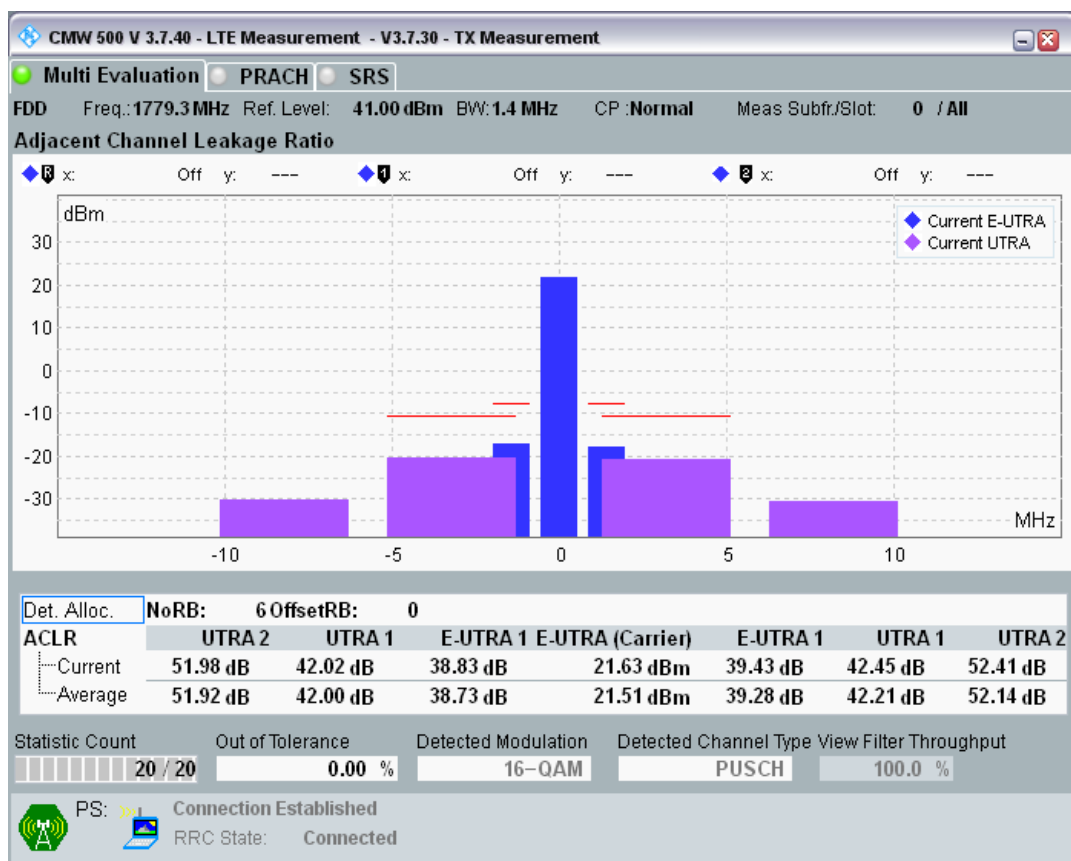 CMW 500 V 3.7.40 - LTE Measurement - V3.7.30 - TX Measurement
Multi Evaluation PRACH SRS
FDD Freq.: 1779.3 MHz Ref. Level: 41.00 dBm BW: 1.4 MHz CP : Normal Meas Subfr./Slot: 0 / All
Adjacent Channel Leakage Ratio
R x: Off y: --- 1 x: Off y: --- 2 x: Off y: ---
dBm
Current E-UTRA
Current UTRA
30
20
10
0
-10
-20
-30
MHz
-10 -5 0 5 10
Det. Alloc. NoRB: 6 OffsetRB: 0
ACLR UTRA 2 UTRA 1 E-UTRA 1 E-UTRA (Carrier) E-UTRA 1 UTRA 1 UTRA 2
Current 51.98 dB 42.02 dB 38.83 dB 21.63 dBm 39.43 dB 42.45 dB 52.41 dB
Average 51.92 dB 42.00 dB 38.73 dB 21.51 dBm 39.28 dB 42.21 dB 52.14 dB
Statistic Count Out of Tolerance Detected Modulation Detected Channel Type View Filter Throughput
20 / 20 0.00 % 16-QAM PUSCH 100.0 %
PS: Connection Established
RRC State: Connected